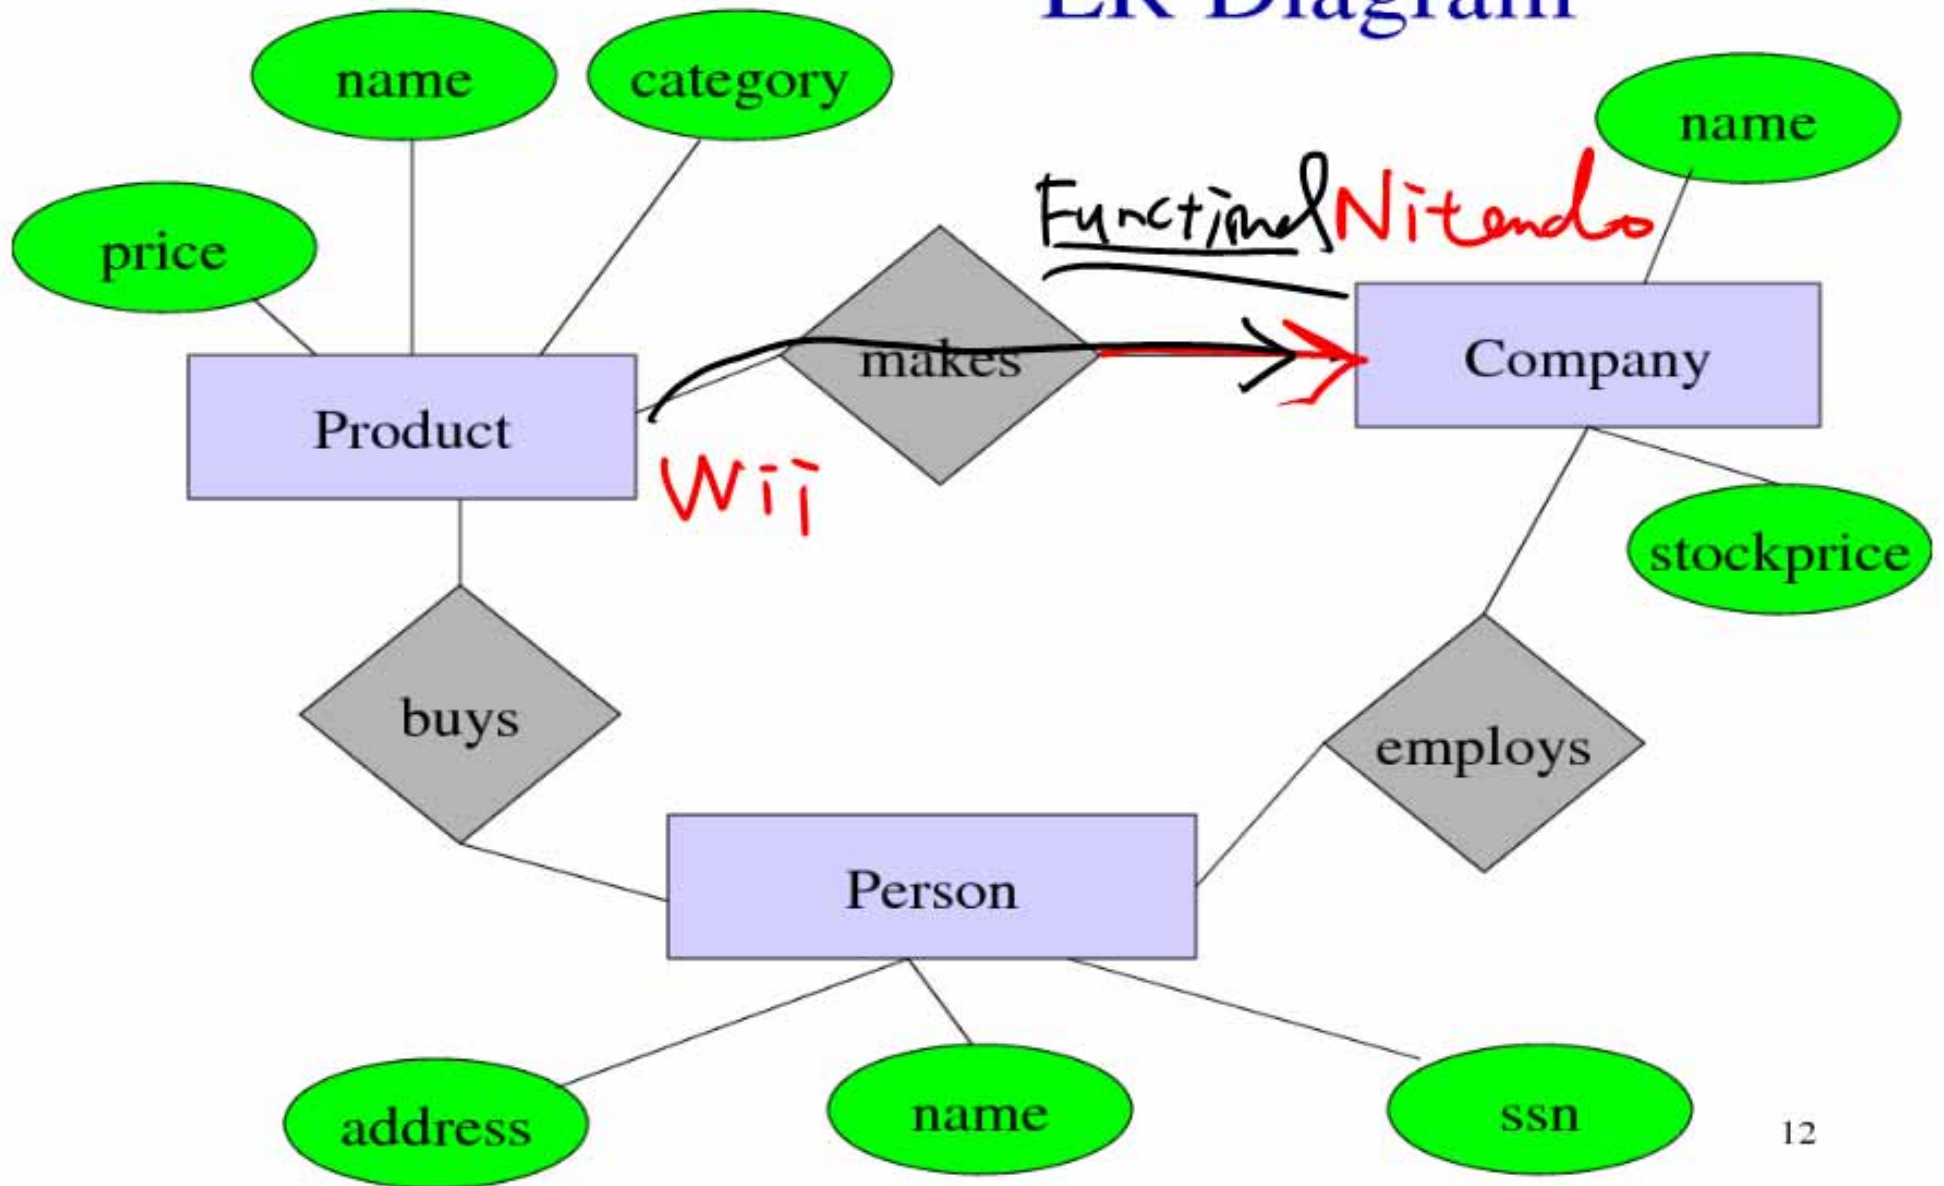 ER Diagram
name
category
name
price
Functional
Nitendo
makes
Company
Product
Wii
stockprice
buys
employs
Person
address
name
ssn
12